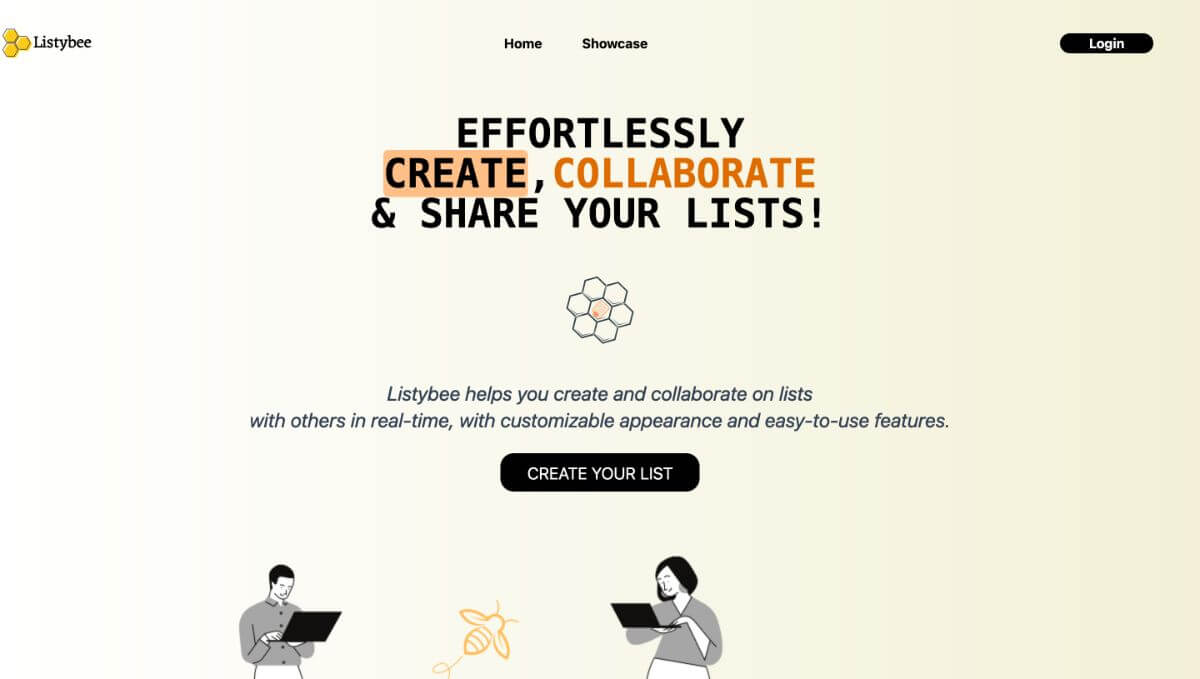 Listybee
Home
Showcase
Login
EFFORTLESSLY
CREATE, COLLABORATE
& SHARE YOUR LISTS!
Listybee helps you create and collaborate on lists
with others in real-time, with customizable appearance and easy-to-use features.
CREATE YOUR LIST